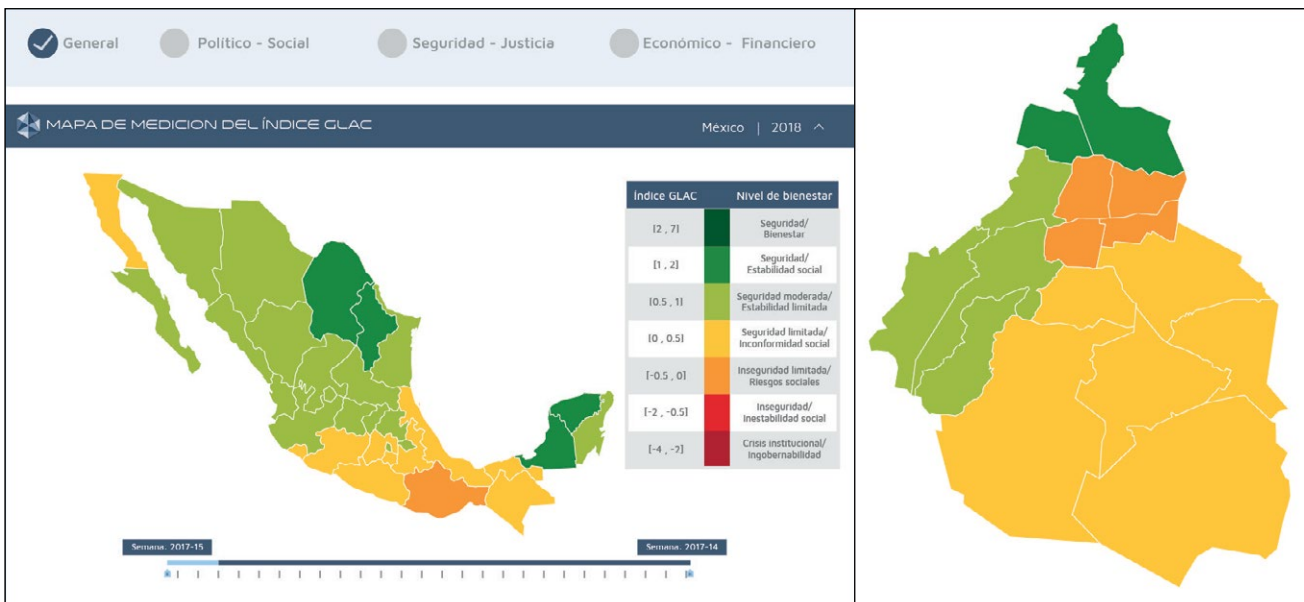 General
Político - Social
Seguridad - Justicia
Económico - Financiero
MAPA DE MEDICION DEL ÍNDICE GLAC
México | 2018
Índice GLAC
Nivel de bienestar
[2 , 7]
Seguridad/
Bienestar
[1 , 2]
Seguridad/
Estabilidad social
[0.5 , 1]
Seguridad moderada/
Estabilidad limitada
[0 , 0.5]
Seguridad limitada/
Inconformidad social
[-0.5 , 0]
Inseguridad limitada/
Riesgos sociales
[-2 , -0.5]
Inseguridad/
Inestabilidad social
[-4 , -2]
Crisis institucional/
Ingobernabilidad
Semana. 2017-15
Semana. 2017-14